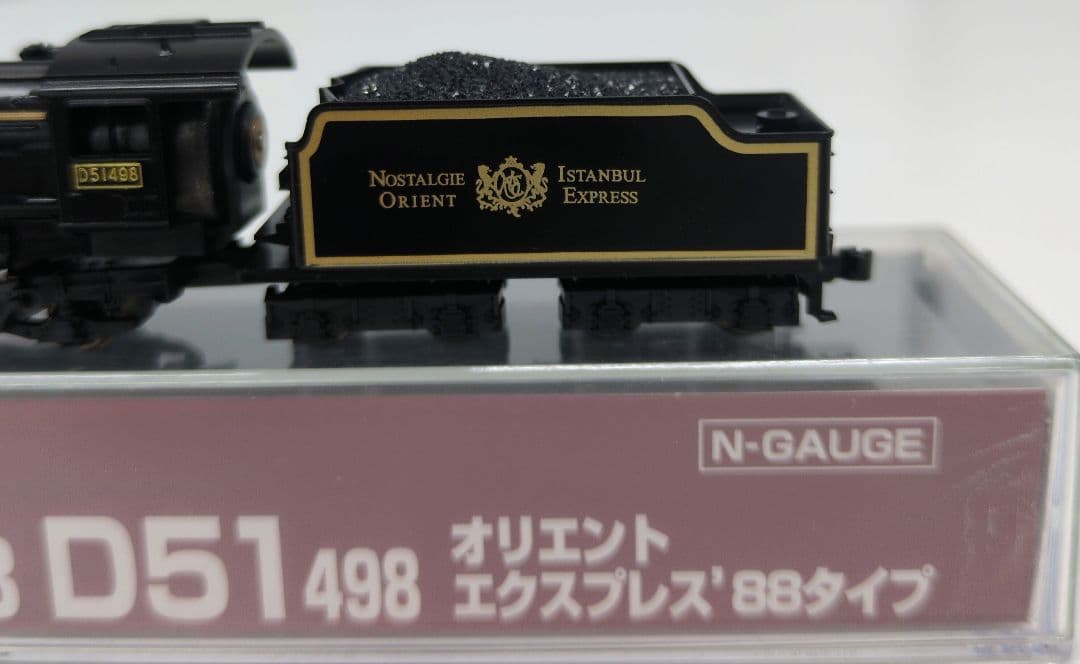 D51498
NOSTALGIE ISTANBUL
ORIENT EXPRESS
N-GAUGE
D51 498 オリエント
エクスプレス'88タイプ